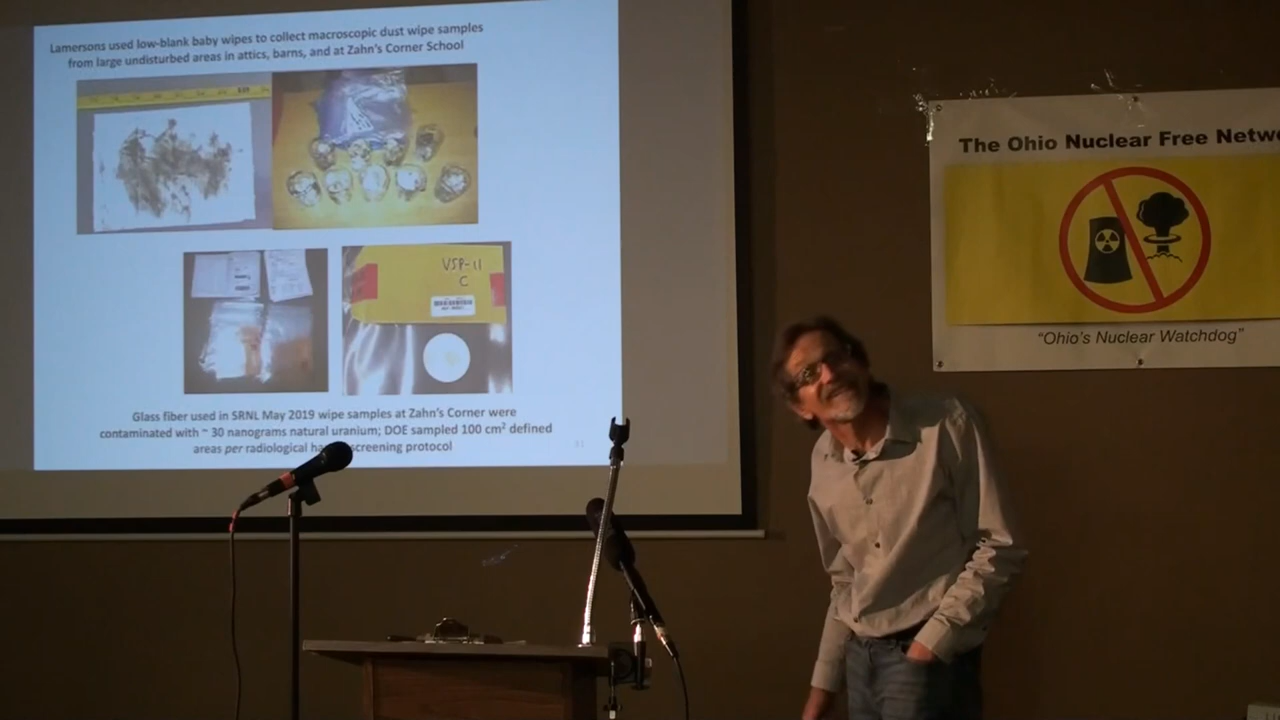 Lamersons used low-blank baby wipes to collect macroscopic dust wipe samples
from large undisturbed areas in attics, barns, and at Zahn's Corner School
VSP-11
C
Glass fiber used in SRNL May 2019 wipe samples at Zahn's Corner were
contaminated with ~ 30 nanograms natural uranium; DOE sampled 100 cm² defined
areas per radiological screening protocol
31
The Ohio Nuclear Free
"Ohio's Nuclear Watchdog"